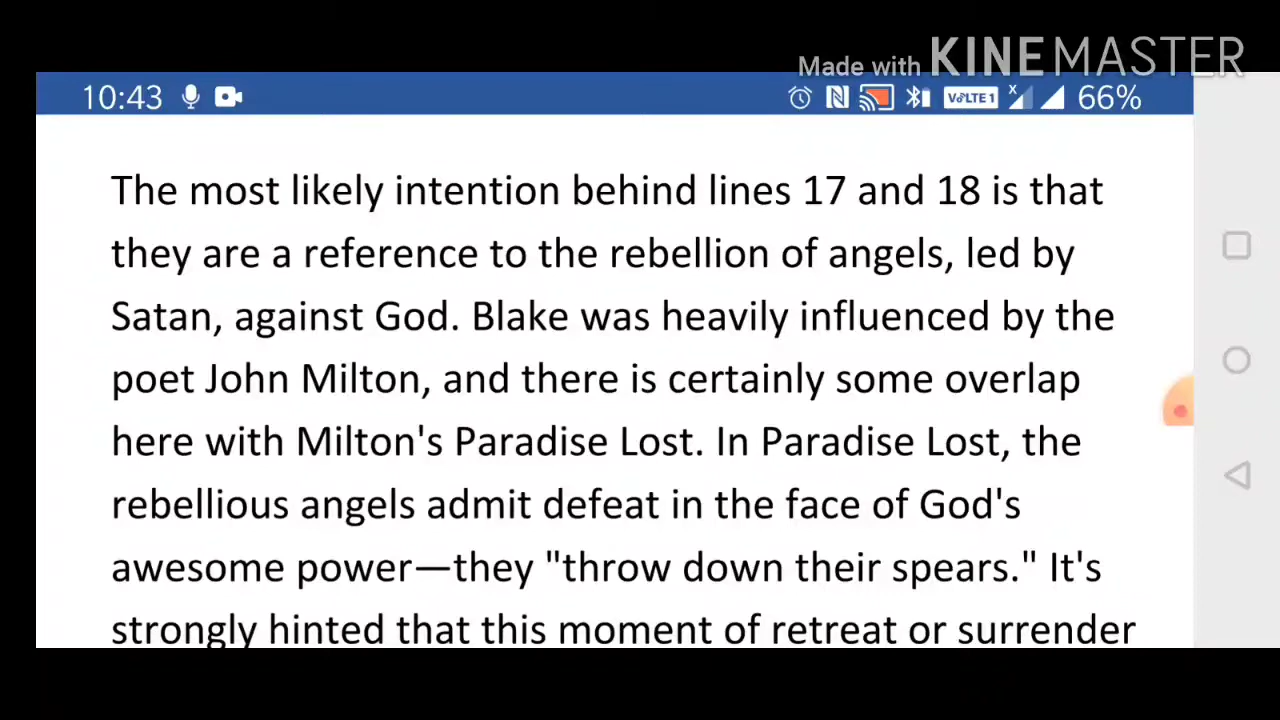 Made with KINEMASTER
10:43 VoLTE 1 x 66%
The most likely intention behind lines 17 and 18 is that
they are a reference to the rebellion of angels, led by
Satan, against God. Blake was heavily influenced by the
poet John Milton, and there is certainly some overlap
here with Milton's Paradise Lost. In Paradise Lost, the
rebellious angels admit defeat in the face of God's
awesome power—they "throw down their spears." It's
strongly hinted that this moment of retreat or surrender